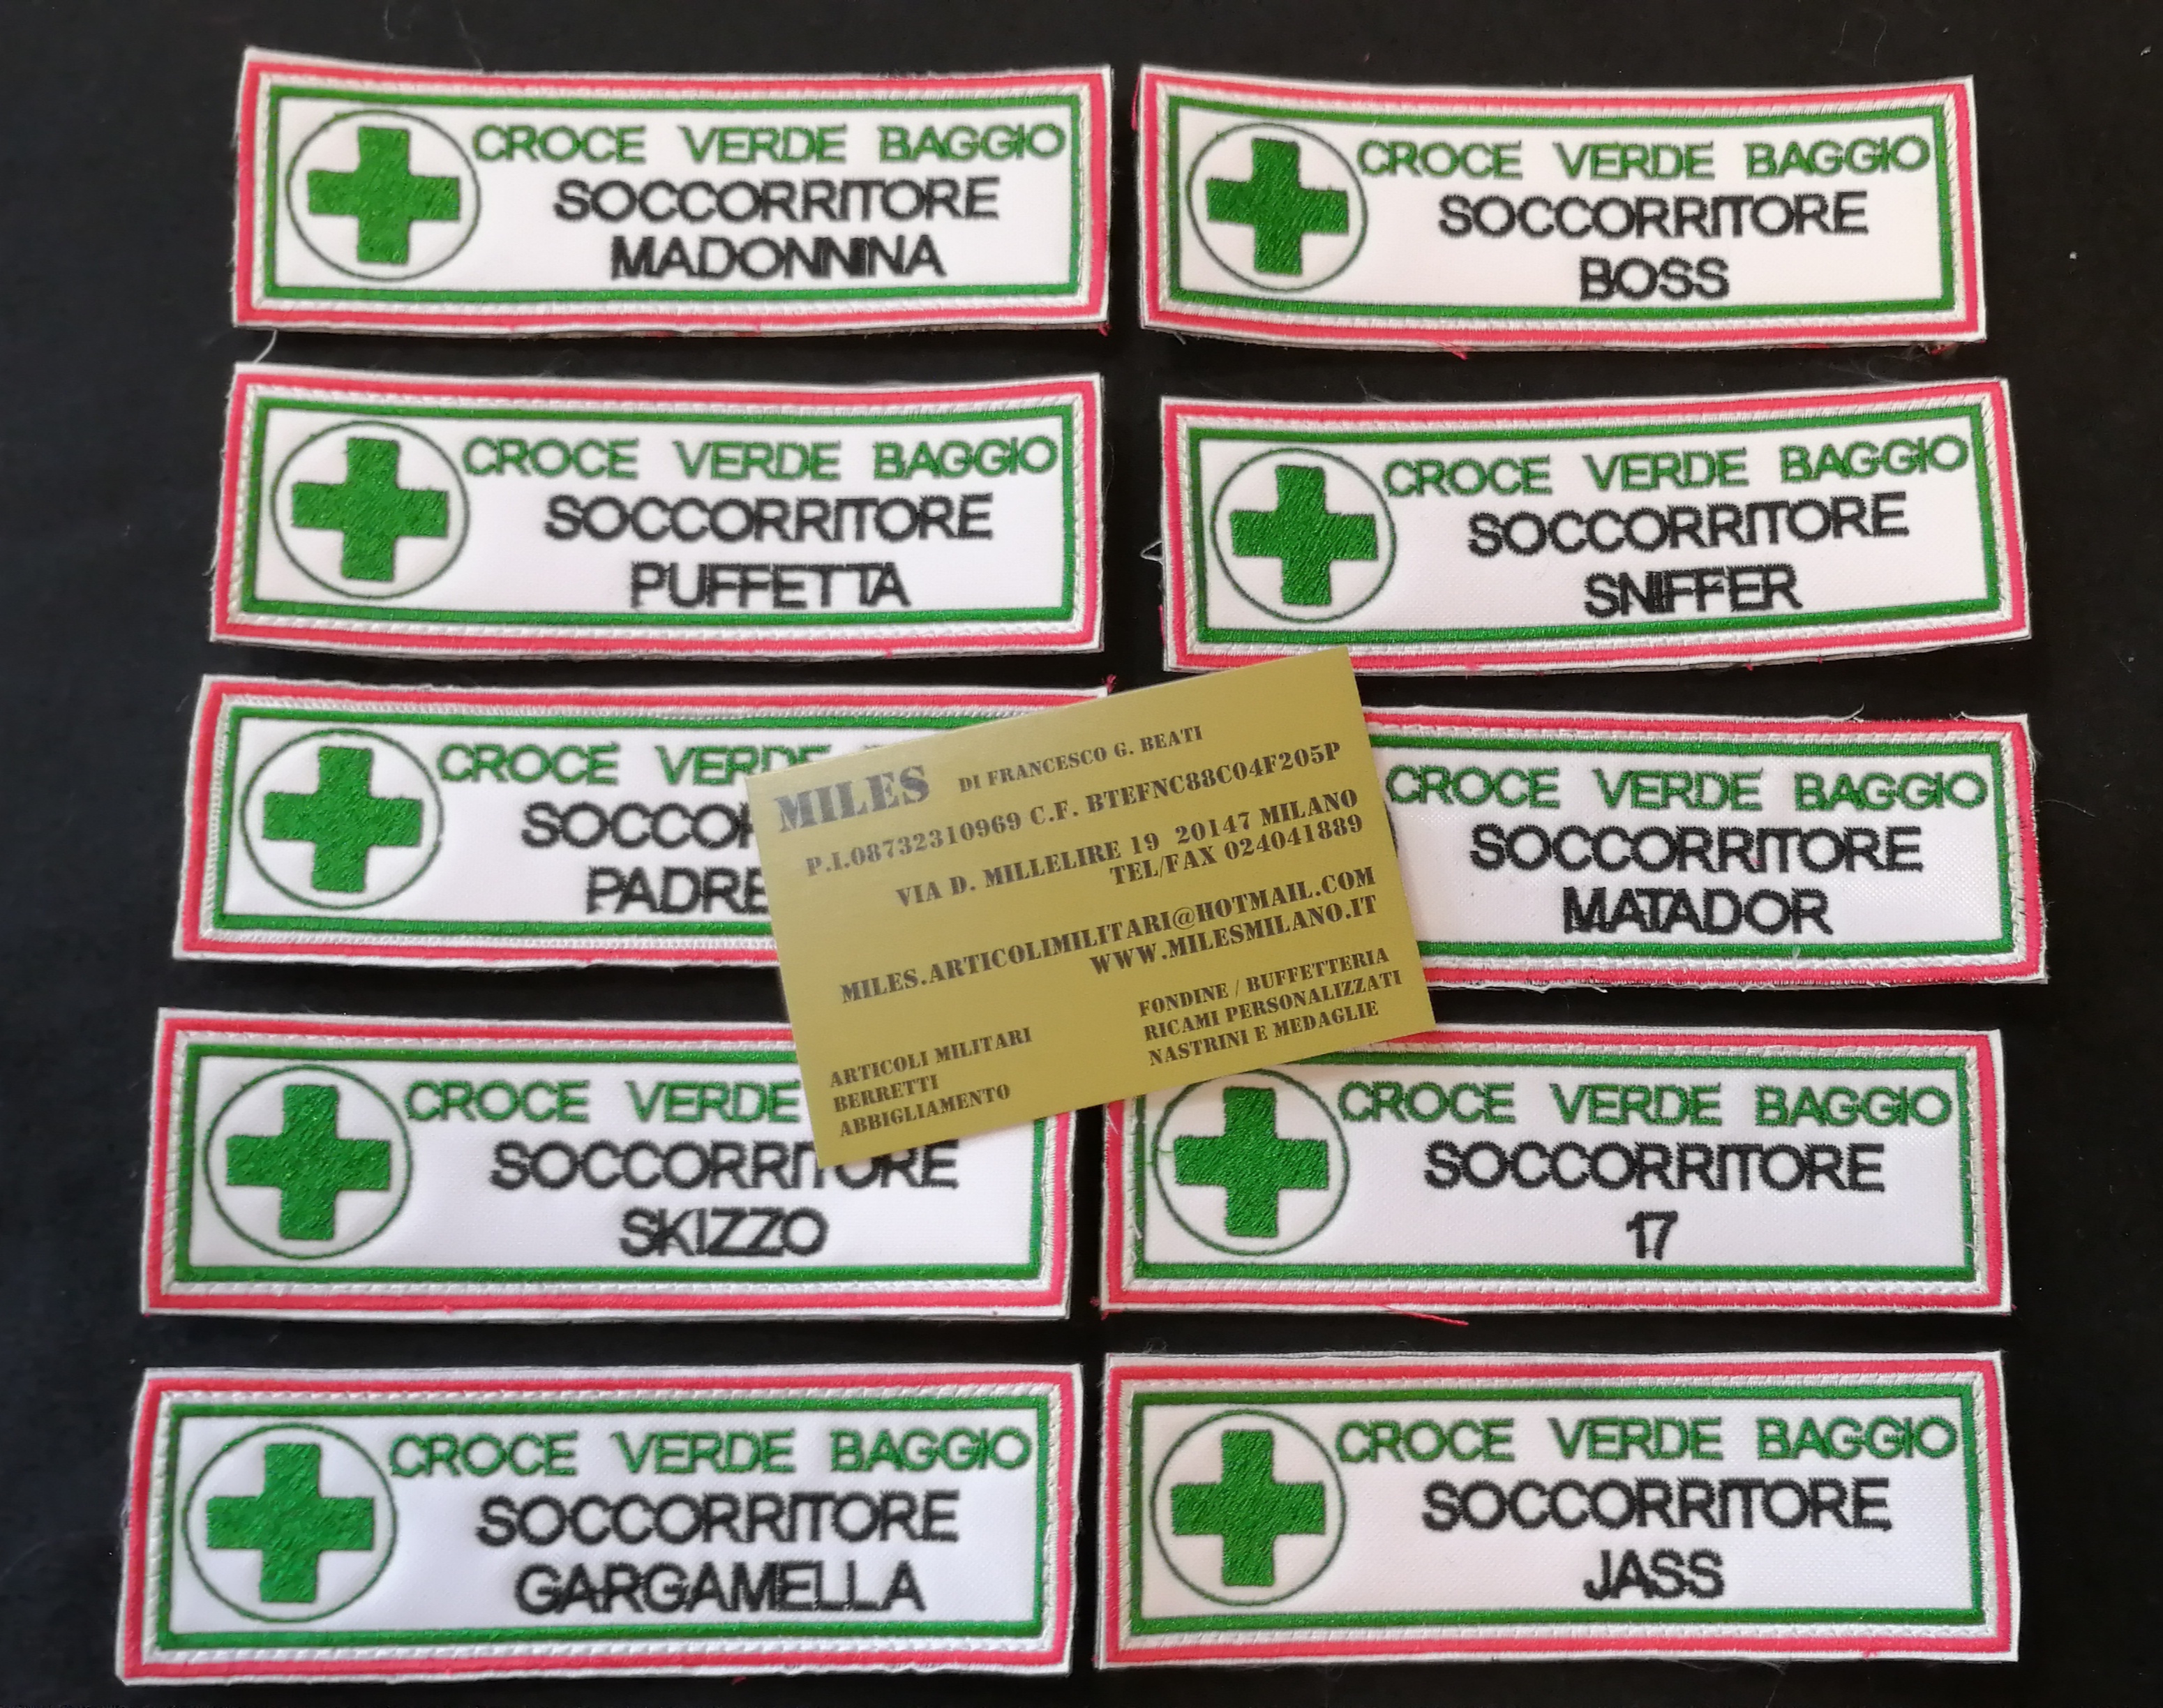 CROCE VERDE BAGGIO
SOCCORRITORE
MADONNINA
CROCE VERDE BAGGIO
SOCCORRITORE
BOSS
CROCE VERDE BAGGIO
SOCCORRITORE
PUFFETTA
CROCE VERDE BAGGIO
SOCCORRITORE
SNIFFER
CROCE VERDE
PADRE
MILES DI FRANCESCO G. BEATI
P.I.08732310969 C.F. BTEFNC88C04F205P
VIA D. MILLELIRE 19 20147 MILANO
TEL/FAX 024041889
MILES.ARTICOLIMILITARI@HOTMAIL.COM
WWW.MILESMILANO.IT
ARTICOLI MILITARI
BERRETTI
ABBIGLIAMENTO
FONDINE / BUFFETTERIA
RICAMI PERSONALIZZATI
NASTRINI E MEDAGLIE
CROCE VERDE BAGGIO
SOCCORRITORE
MATADOR
CROCE VERDE
SOCCORRITORE
SKIZZO
CROCE VERDE BAGGIO
SOCCORRITORE
17
CROCE VERDE BAGGIO
SOCCORRITORE
GARGAMELLA
CROCE VERDE BAGGIO
SOCCORRITORE
JASS